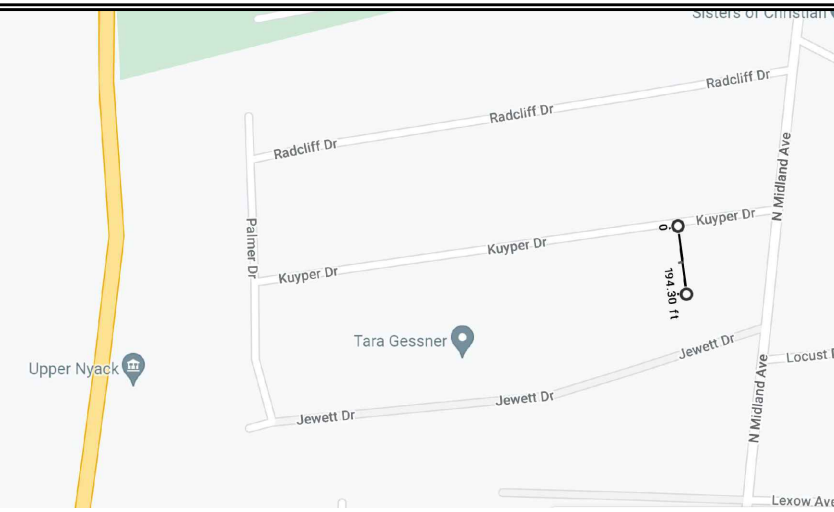 Sisters of Christian
Radcliff Dr
Radcliff Dr
Radcliff Dr
N Midland Ave
Palmer Dr
Kuyper Dr
Kuyper Dr
Kuyper Dr
0
194.30 ft
Tara Gessner
Upper Nyack
Jewett Dr
Jewett Dr
Jewett Dr
Locust
N Midland Ave
Lexow Ave